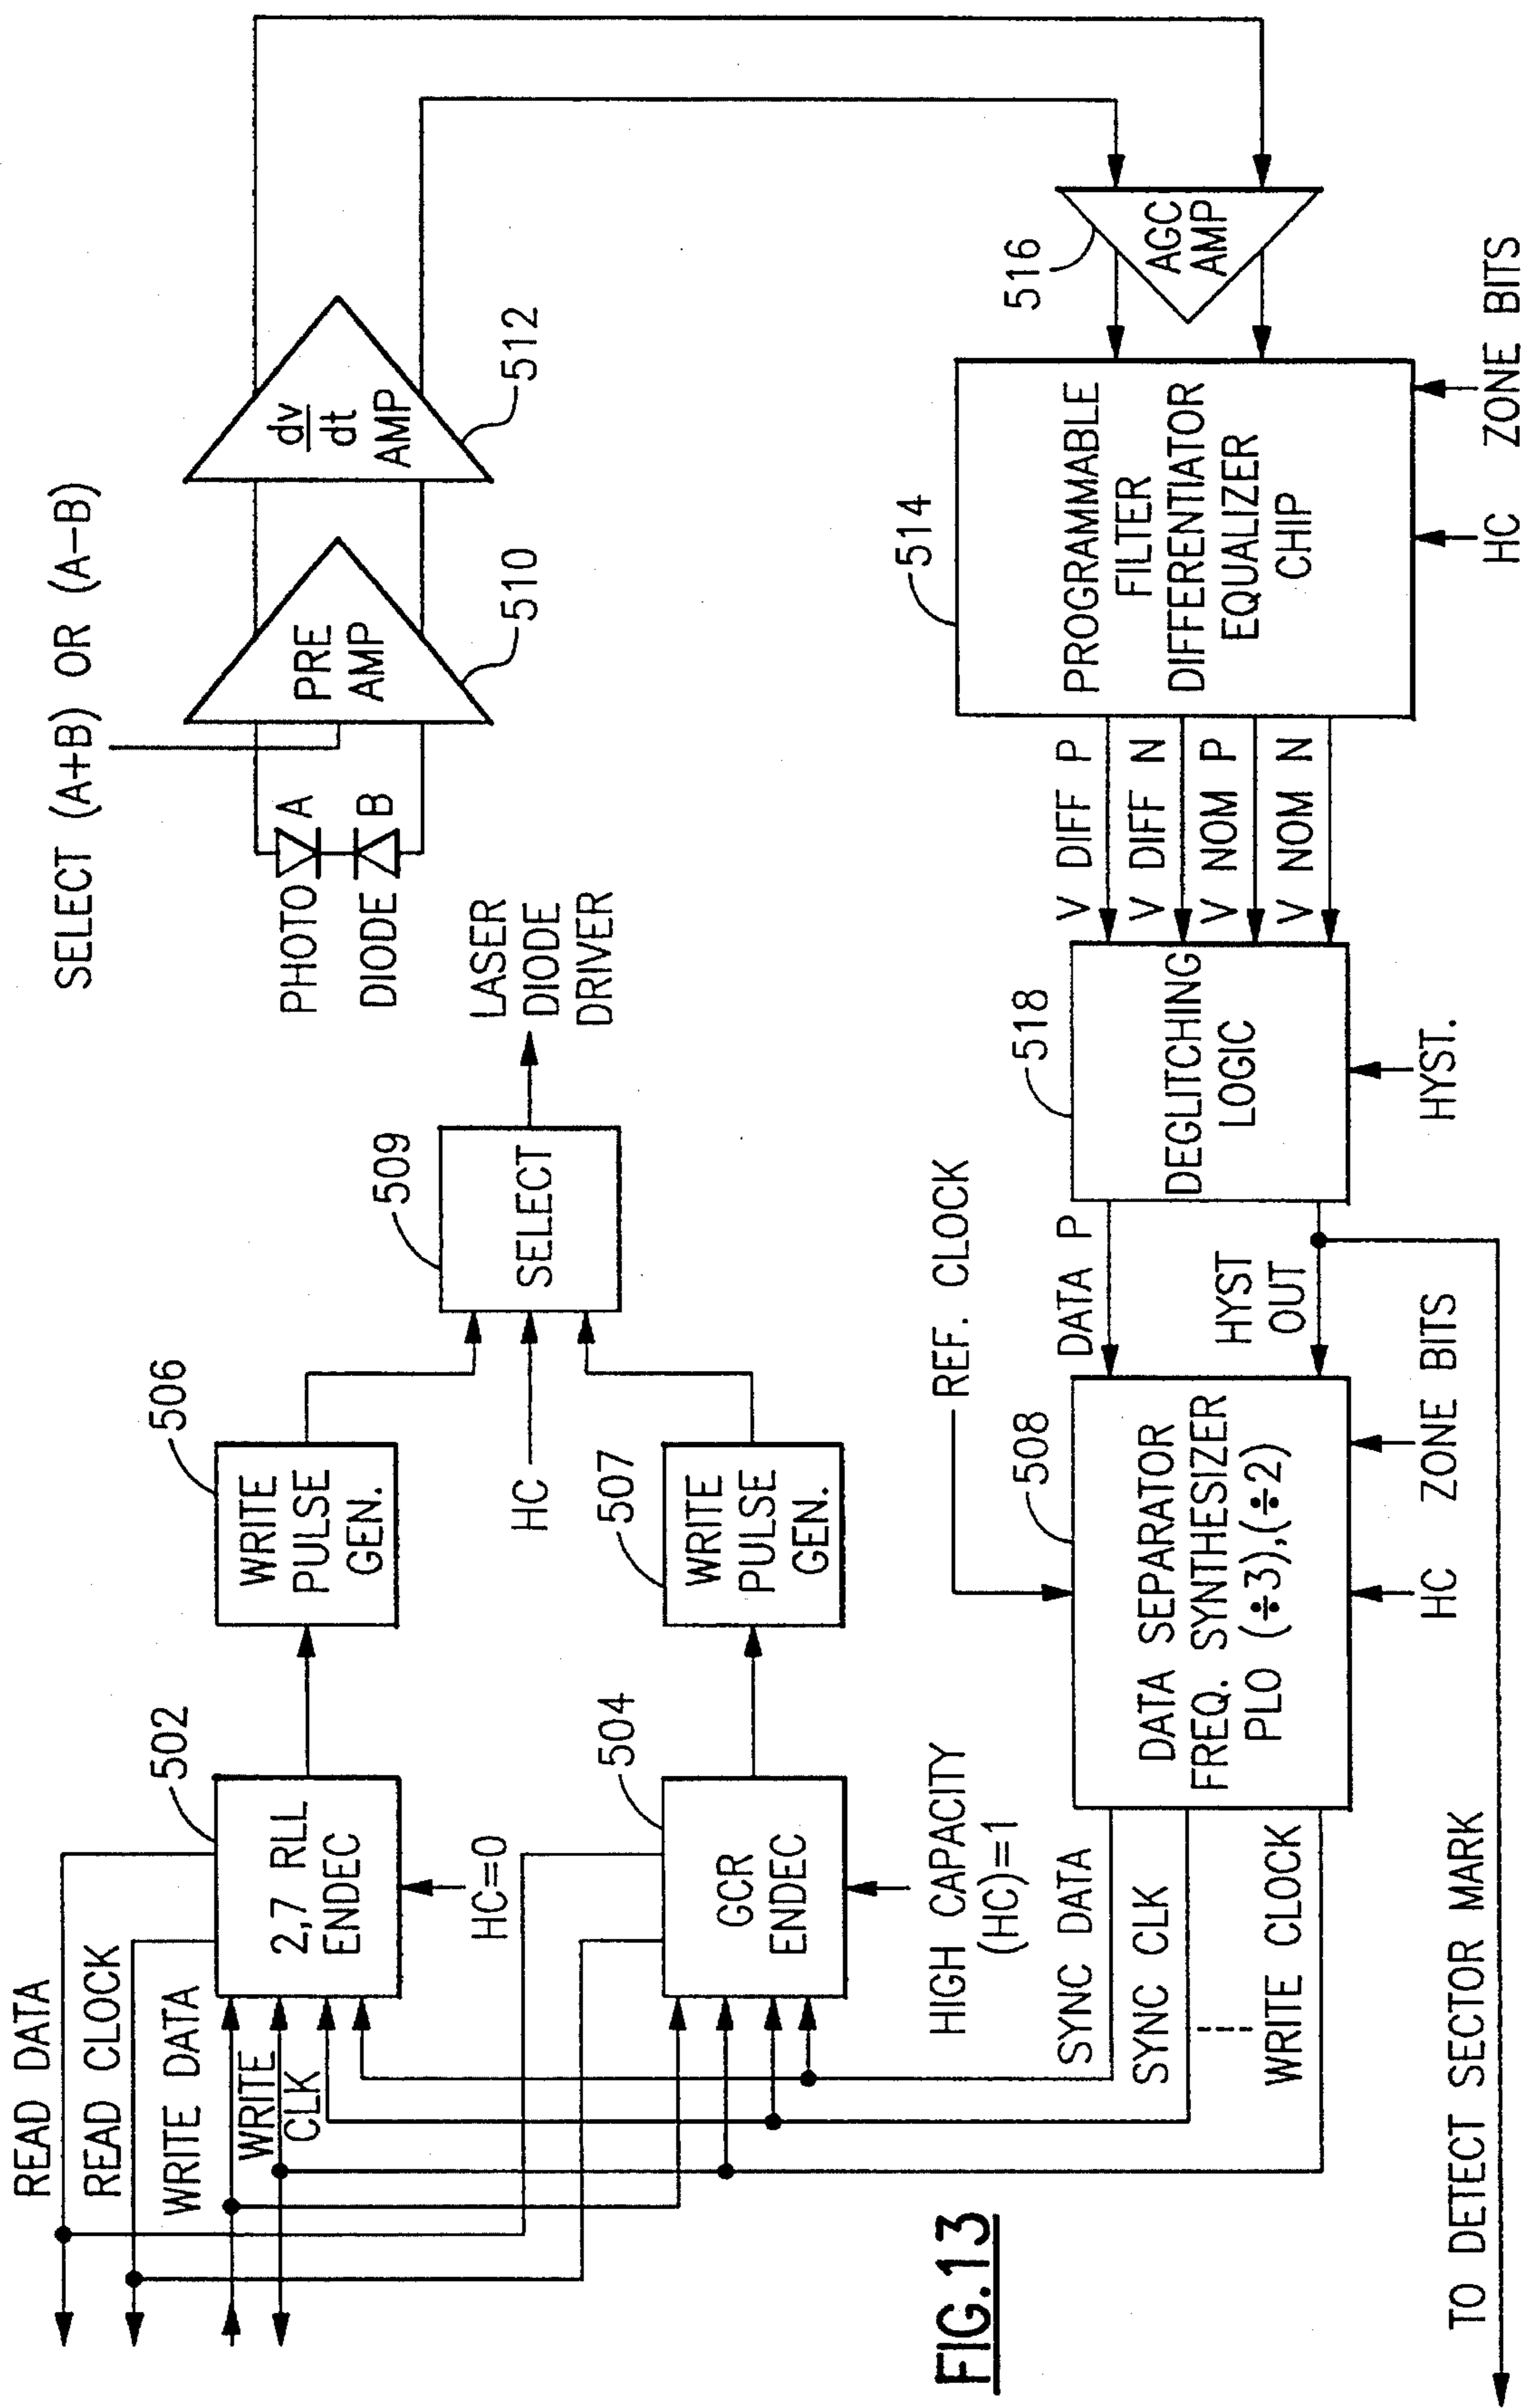 READ DATA
READ CLOCK
WRITE DATA
WRITE
CLK
502
2,7 RLL
ENDEC
HC=0
506
WRITE
PULSE
GEN.
504
GCR
ENDEC
HIGH CAPACITY
(HC)=1
507
WRITE
PULSE
GEN.
HC
509
SELECT
LASER
DIODE
DRIVER
SELECT (A+B) OR (A−B)
PHOTO
DIODE
A
B
PRE
AMP
510
dv
dt
AMP
512
516
AGC
AMP
514
PROGRAMMABLE
FILTER
DIFFERENTIATOR
EQUALIZER
CHIP
HC
ZONE BITS
V DIFF P
V DIFF N
V NOM P
V NOM N
518
DEGLITCHING
LOGIC
HYST.
REF. CLOCK
DATA P
HYST
OUT
508
DATA SEPARATOR
FREQ. SYNTHESIZER
PLO (÷3),(÷2)
HC
ZONE BITS
SYNC DATA
SYNC CLK
WRITE CLOCK
TO DETECT SECTOR MARK
FIG.13